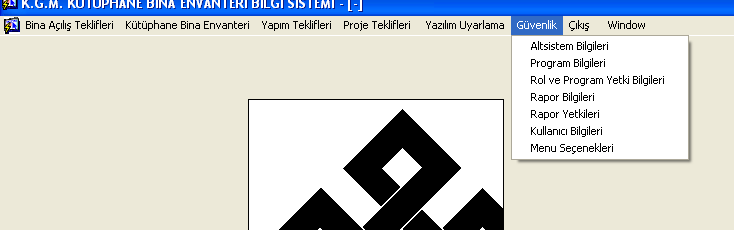 K.G.M. KÜTÜPHANE BİNA ENVANTERİ BİLGİ SİSTEMİ - [-]
Bina Açılış Teklifleri Kütüphane Bina Envanteri Yapım Teklifleri Proje Teklifleri Yazılım Uyarlama Güvenlik Çıkış Window
Altsistem Bilgileri
Program Bilgileri
Rol ve Program Yetki Bilgileri
Rapor Bilgileri
Rapor Yetkileri
Kullanıcı Bilgileri
Menu Seçenekleri